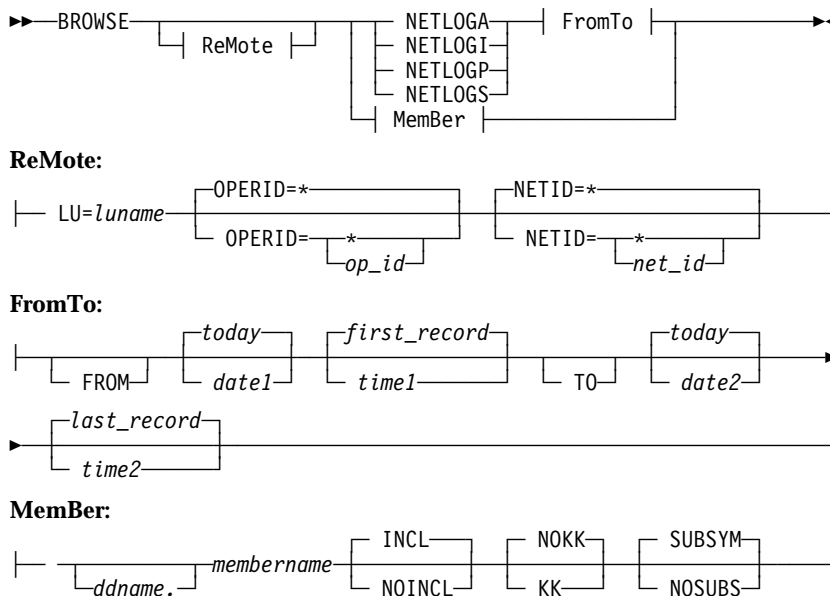 BROWSE NETLOGA FromTo
ReMote NETLOGI
NETLOGP
NETLOGS
MemBer
ReMote:
OPERID=* NETID=*
LU=luname OPERID= * NETID= *
op_id net_id
FromTo:
today first_record today
FROM date1 time1 TO date2
last_record
time2
MemBer:
INCL NOKK SUBSYM
ddname. membername NOINCL KK NOSUBS